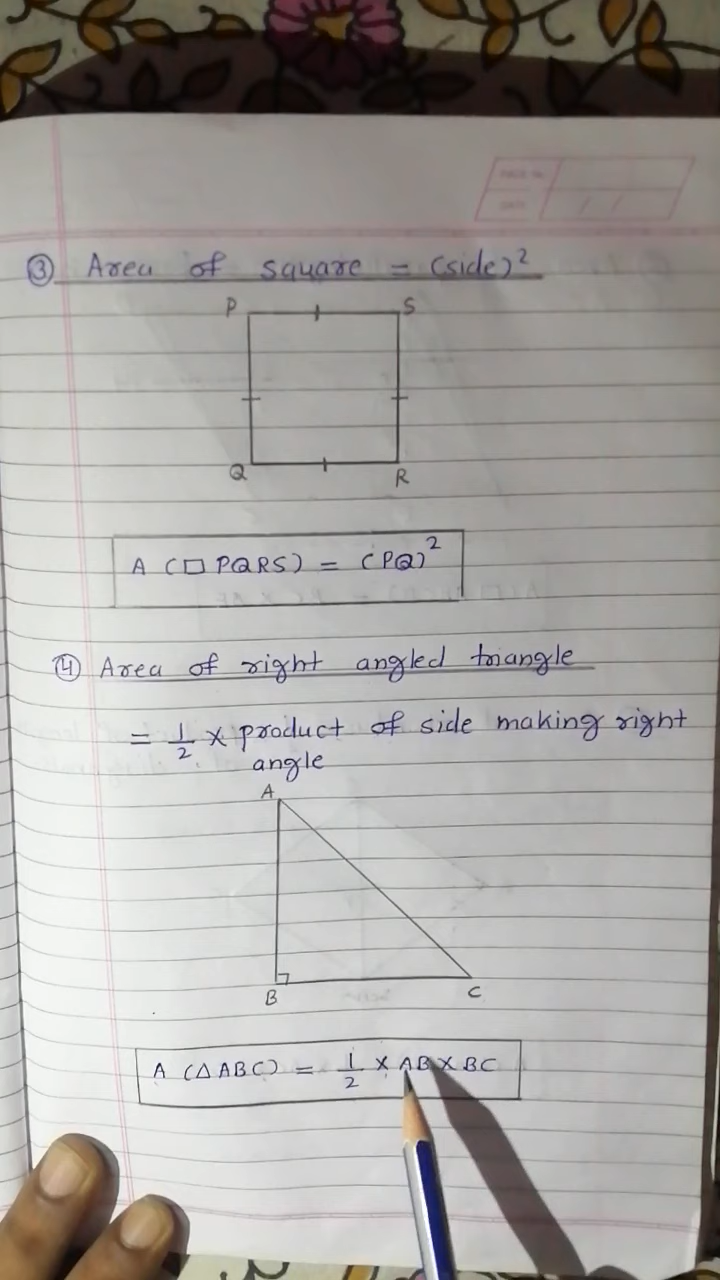 ③ Area of square = (side)²
P S
Q R
A (□ PQRS) = (PQ)²
④ Area of right angled triangle
= 1/2 × product of side making right
angle
A
B C
A (△ ABC) = 1/2 × AB × BC